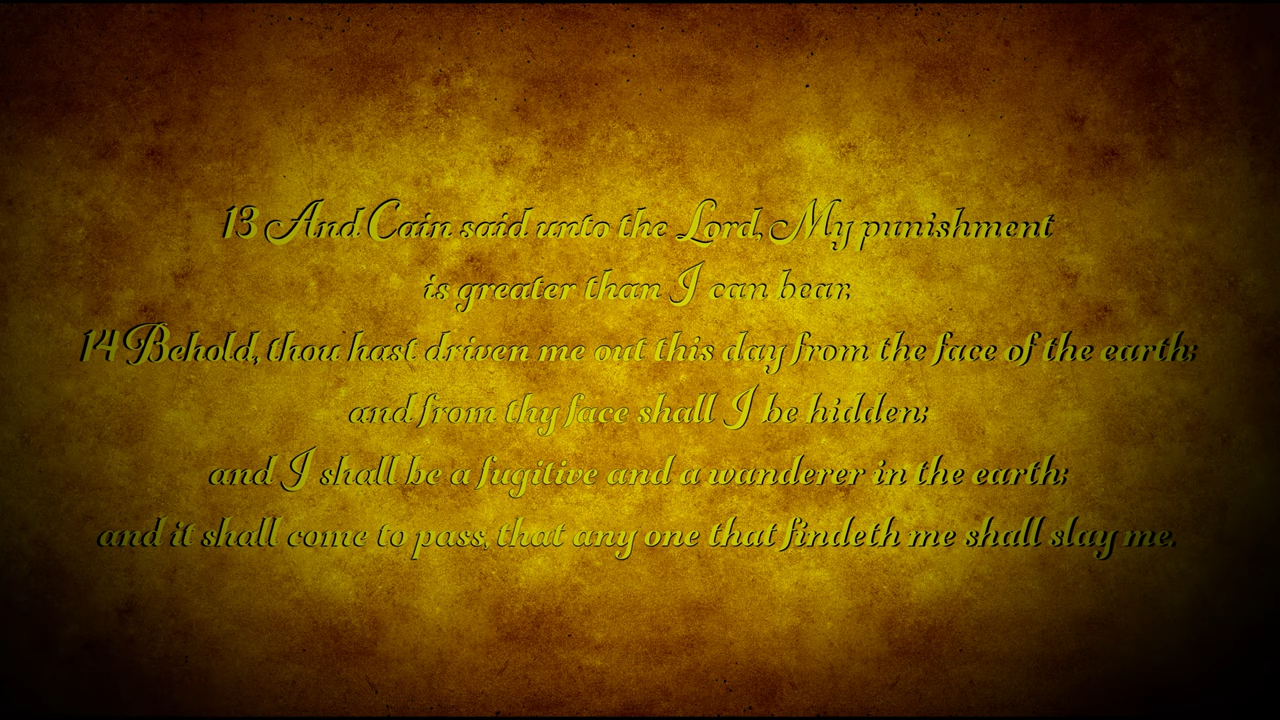 13 And Cain said unto the Lord, My punishment
is greater than I can bear.
14 Behold, thou hast driven me out this day from the face of the earth;
and from thy face shall I be hidden;
and I shall be a fugitive and a wanderer in the earth;
and it shall come to pass, that any one that findeth me shall slay me.